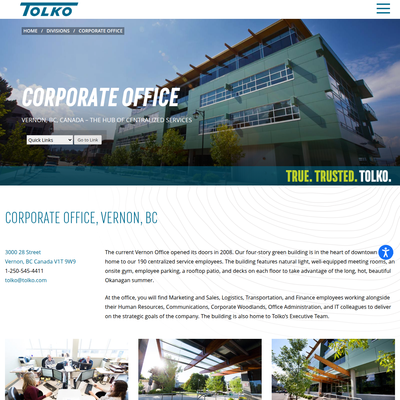 TOLKO
HOME / DIVISIONS / CORPORATE OFFICE
CORPORATE OFFICE
VERNON, BC, CANADA – THE HUB OF CENTRALIZED SERVICES
Quick Links
Go to Link
TRUE. TRUSTED. TOLKO.
CORPORATE OFFICE, VERNON, BC
3000 28 Street
Vernon, BC Canada V1T 9W9
1-250-545-4411
tolko@tolko.com
The current Vernon Office opened its doors in 2008. Our four-story green building is in the heart of downtown
home to our 190 centralized service employees. The building features natural light, well-equipped meeting rooms, an
onsite gym, employee parking, a rooftop patio, and decks on each floor to take advantage of the long, hot, beautiful
Okanagan summer.
At the office, you will find Marketing and Sales, Logistics, Transportation, and Finance employees working alongside
their Human Resources, Communications, Corporate Woodlands, Office Administration, and IT colleagues to deliver
on the strategic goals of the company. The building is also home to Tolko's Executive Team.